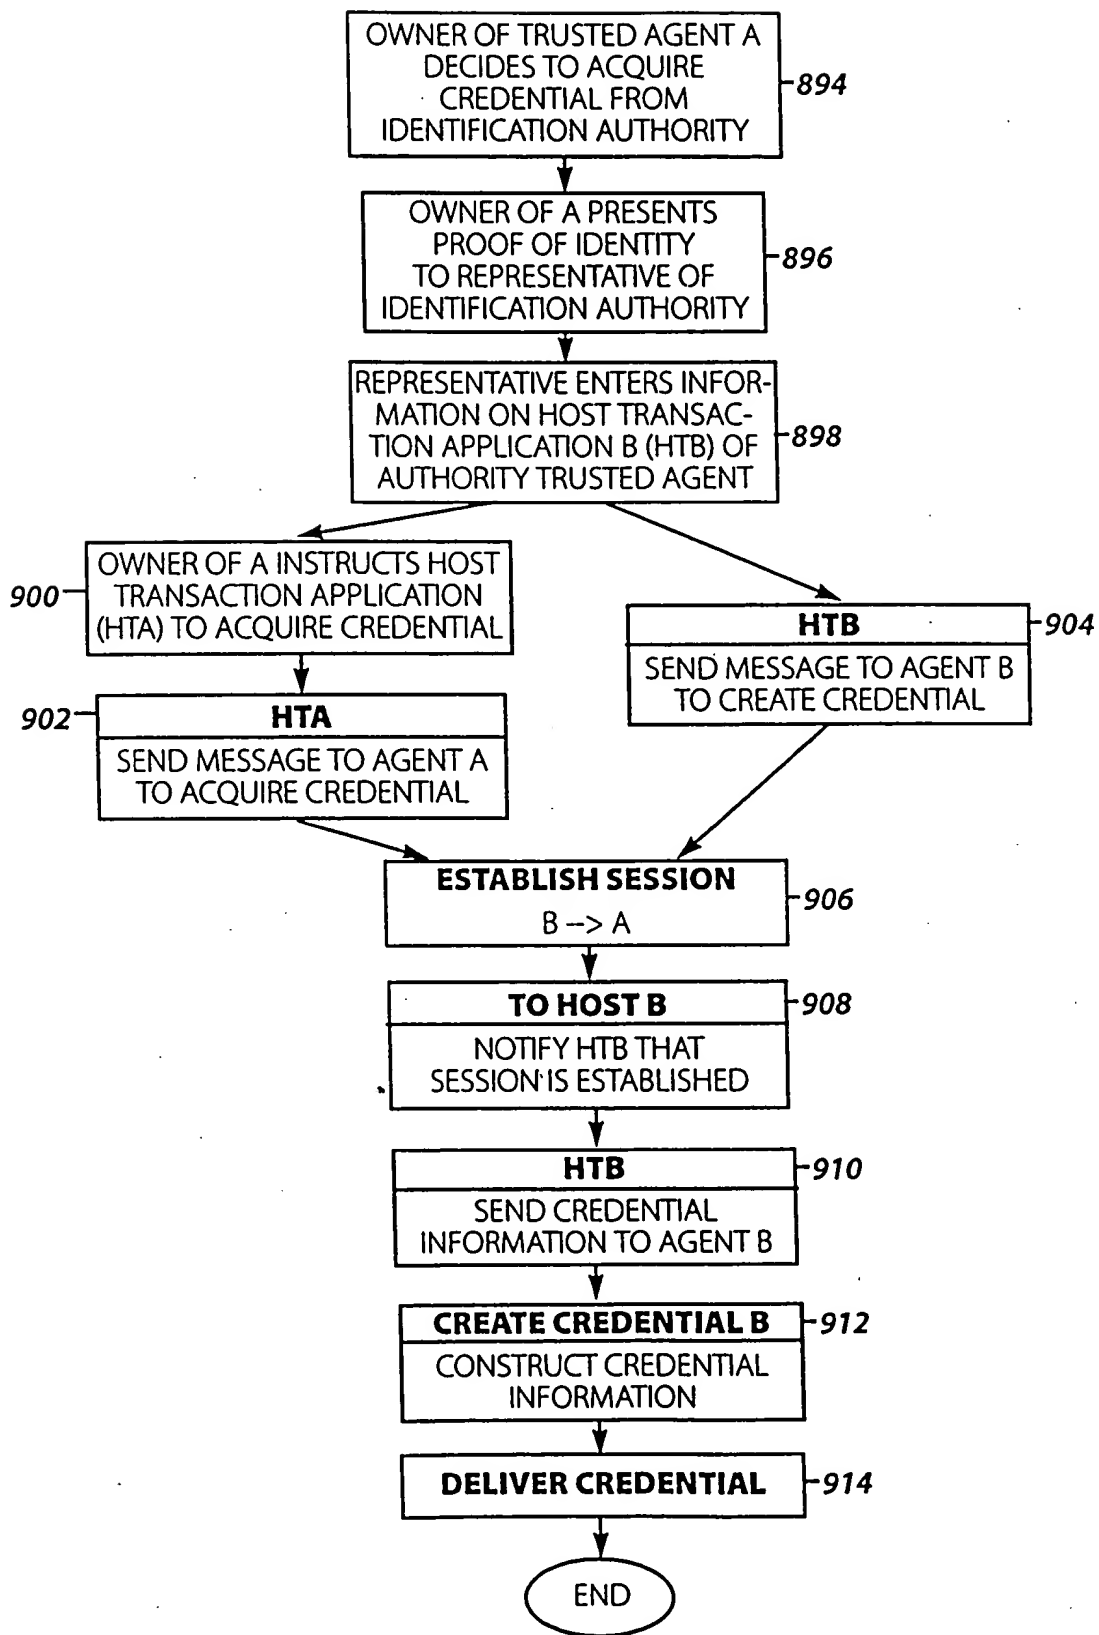 OWNER OF TRUSTED AGENT A
DECIDES TO ACQUIRE
CREDENTIAL FROM
IDENTIFICATION AUTHORITY
894
OWNER OF A PRESENTS
PROOF OF IDENTITY
TO REPRESENTATIVE OF
IDENTIFICATION AUTHORITY
896
REPRESENTATIVE ENTERS INFOR-
MATION ON HOST TRANSAC-
TION APPLICATION B (HTB) OF
AUTHORITY TRUSTED AGENT
898
OWNER OF A INSTRUCTS HOST
TRANSACTION APPLICATION
(HTA) TO ACQUIRE CREDENTIAL
900
HTB
904
SEND MESSAGE TO AGENT B
TO CREATE CREDENTIAL
HTA
902
SEND MESSAGE TO AGENT A
TO ACQUIRE CREDENTIAL
ESTABLISH SESSION
906
B --> A
TO HOST B
908
NOTIFY HTB THAT
SESSION IS ESTABLISHED
HTB
910
SEND CREDENTIAL
INFORMATION TO AGENT B
CREATE CREDENTIAL B
912
CONSTRUCT CREDENTIAL
INFORMATION
DELIVER CREDENTIAL
914
END